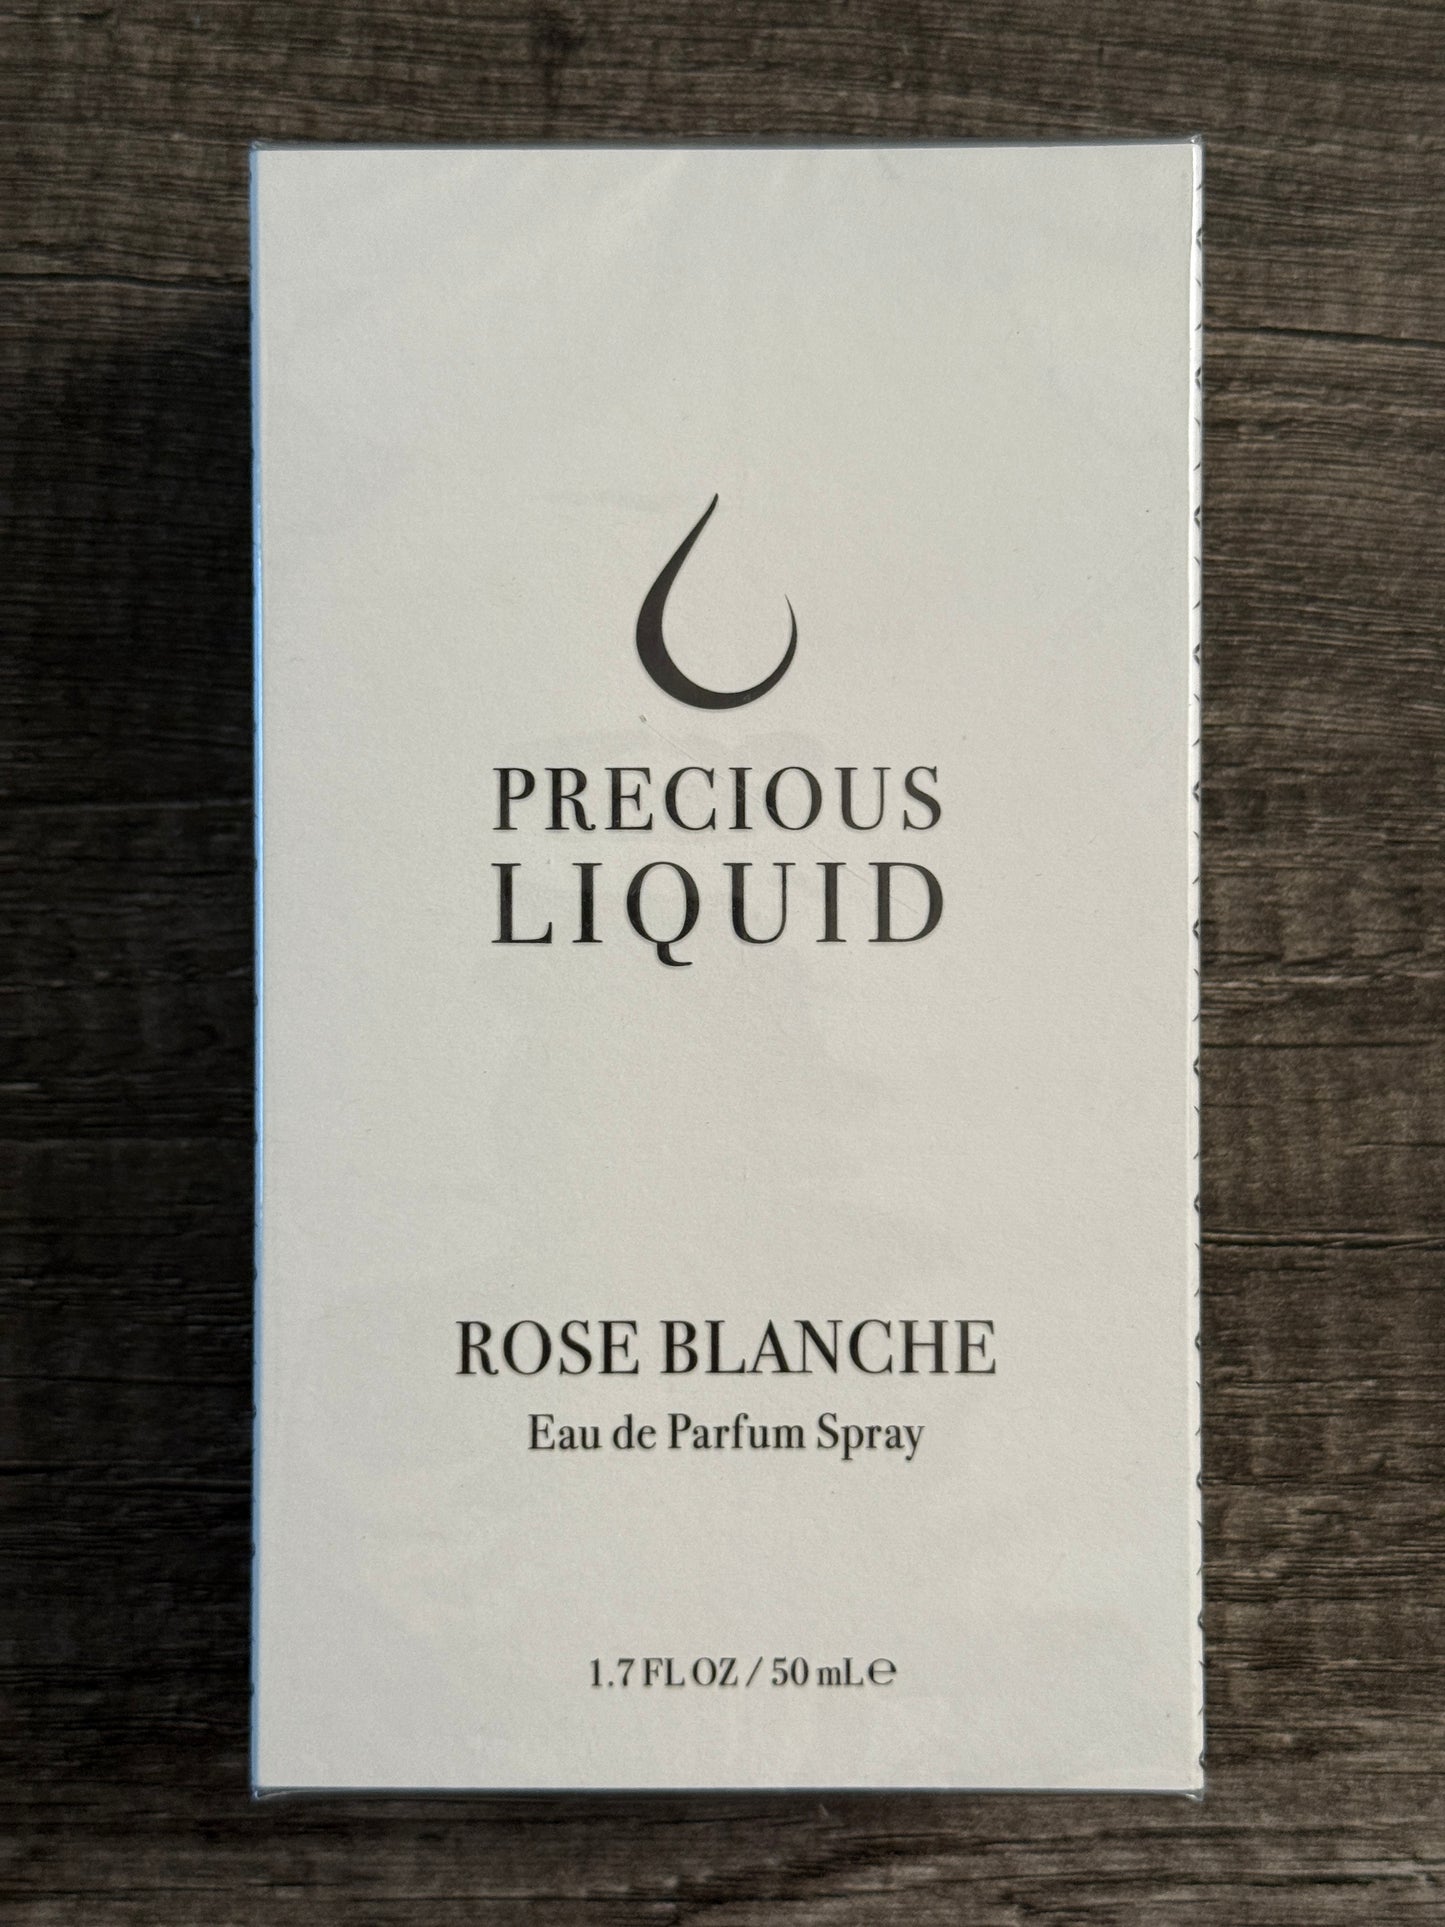 PRECIOUS
LIQUID
ROSE BLANCHE
Eau de Parfum Spray
1.7 FL OZ / 50 mL ℮